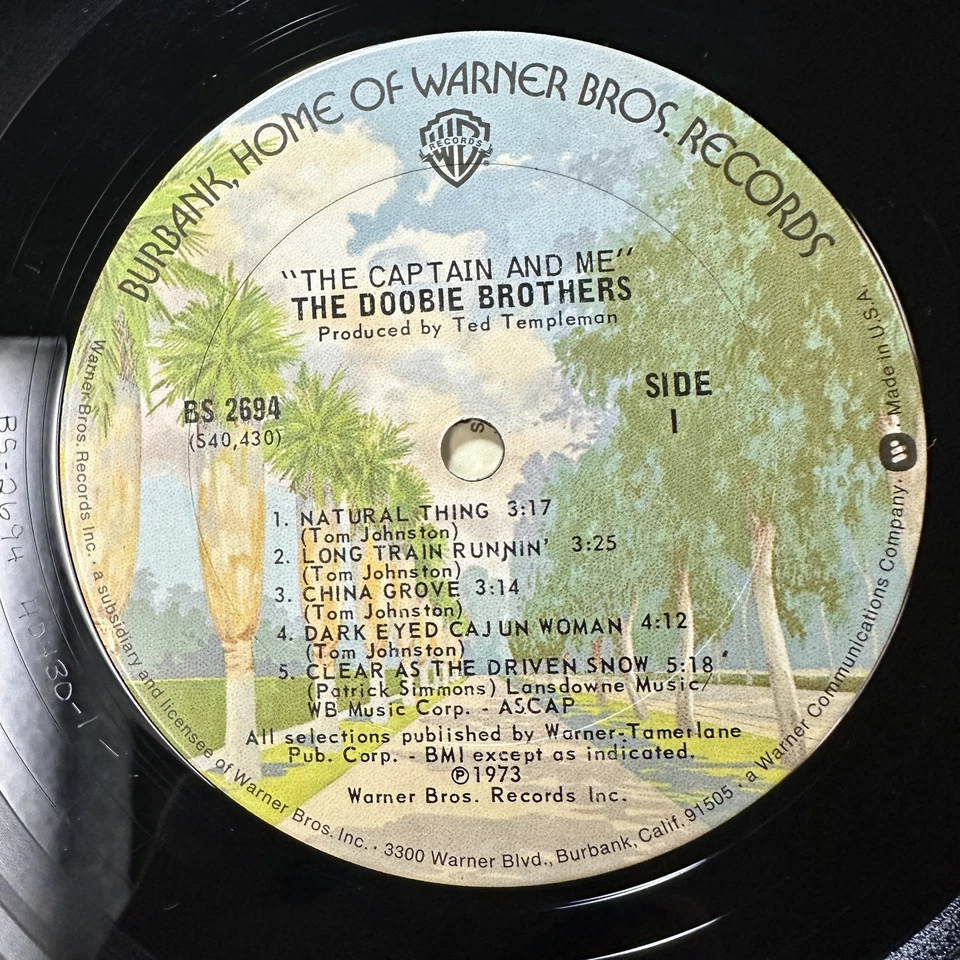 BURBANK, HOME OF WARNER BROS. RECORDS
WB
RECORDS
®
"THE CAPTAIN AND ME"
THE DOOBIE BROTHERS
Produced by Ted Templeman
SIDE
1
BS 2694
(540,430)
1. NATURAL THING 3:17
(Tom Johnston)
2. LONG TRAIN RUNNIN' 3:25
(Tom Johnston)
3. CHINA GROVE 3:14
(Tom Johnston)
4. DARK EYED CAJUN WOMAN 4:12
(Tom Johnston)
5. CLEAR AS THE DRIVEN SNOW 5:18
(Patrick Simmons) Lansdowne Music/
WB Music Corp. - ASCAP
All selections published by Warner-Tamerlane
Pub. Corp. - BMI except as indicated.
℗1973
Warner Bros. Records Inc.
Warner Bros. Records Inc. · a subsidiary and licensee of Warner Bros. Inc. · 3300 Warner Blvd., Burbank, Calif. 91505 · a Warner Communications Company. · Made in U.S.A.
BS-2694